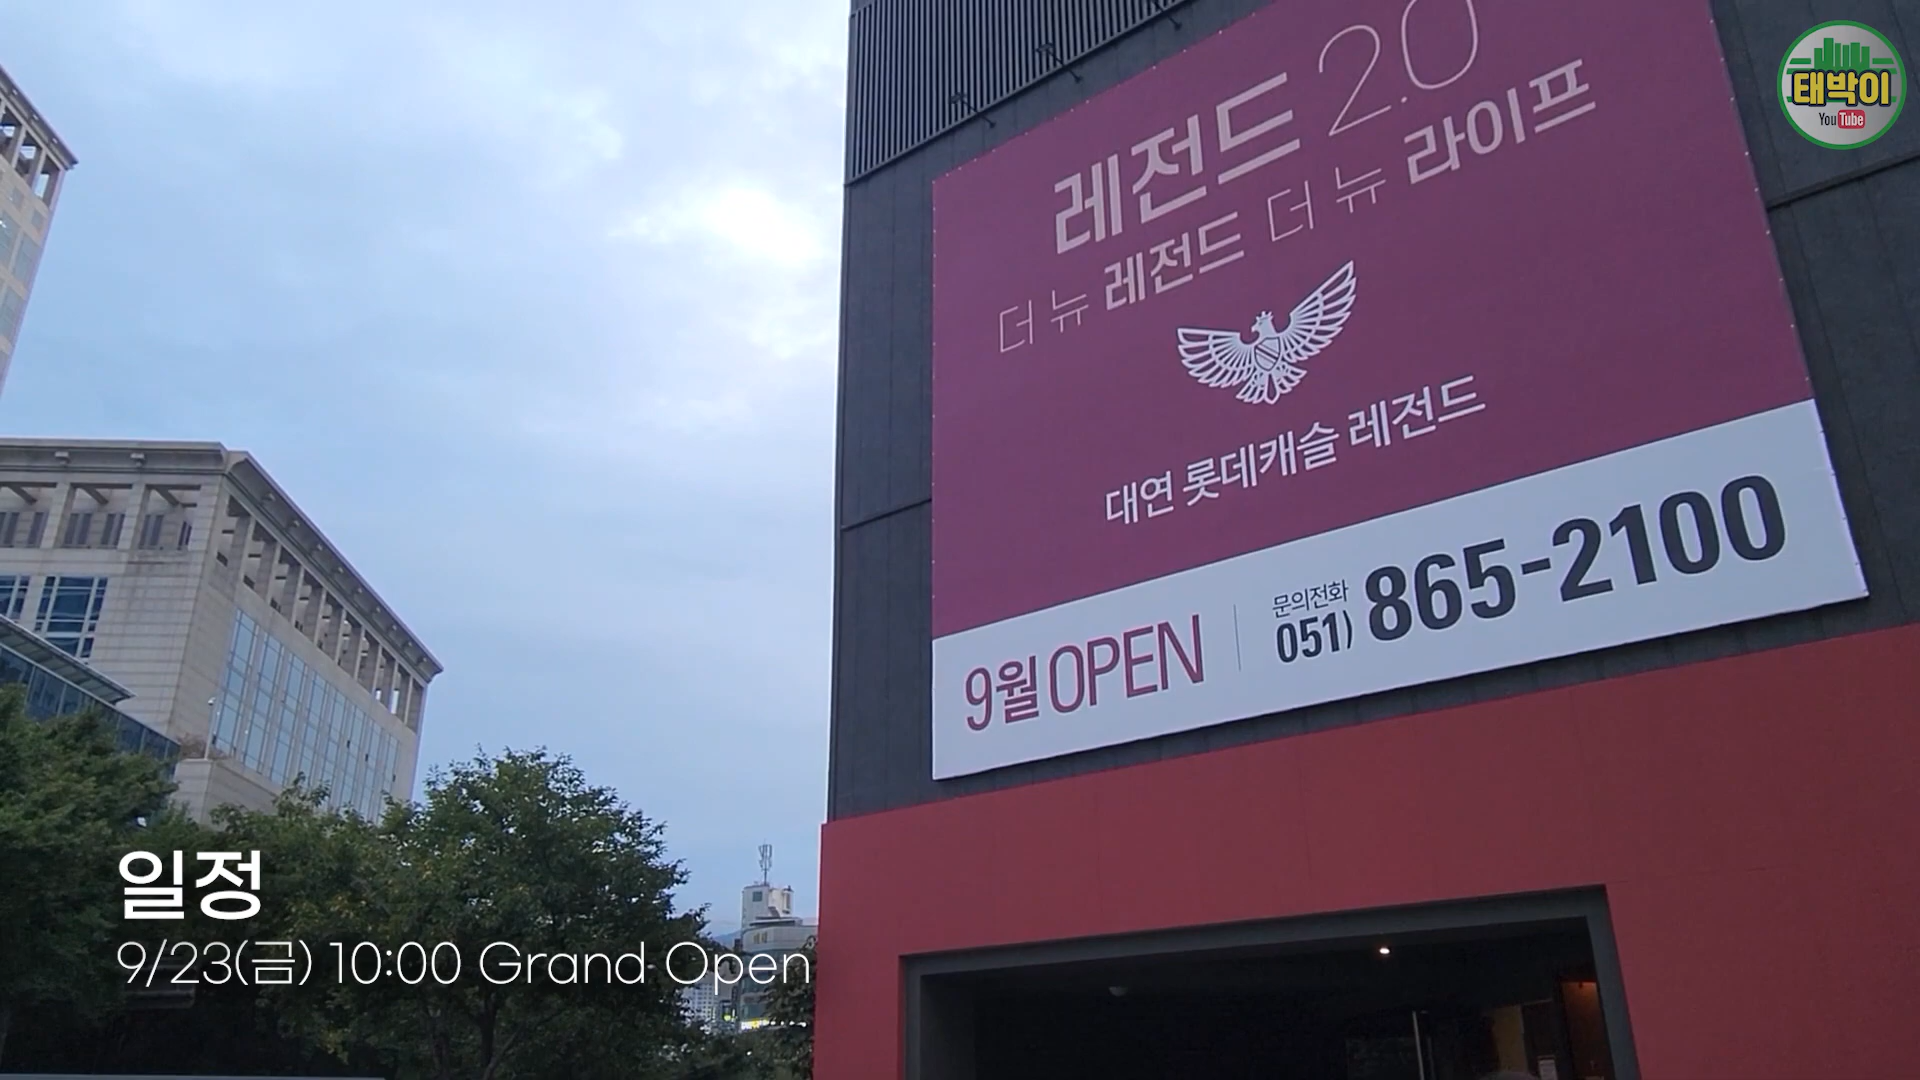 레전드 2.0
더 뉴 레전드 더 뉴 라이프
대연 롯데캐슬 레전드
9월 OPEN
문의전화
051) 865-2100
태박이
YouTube
일정
9/23(금) 10:00 Grand Open